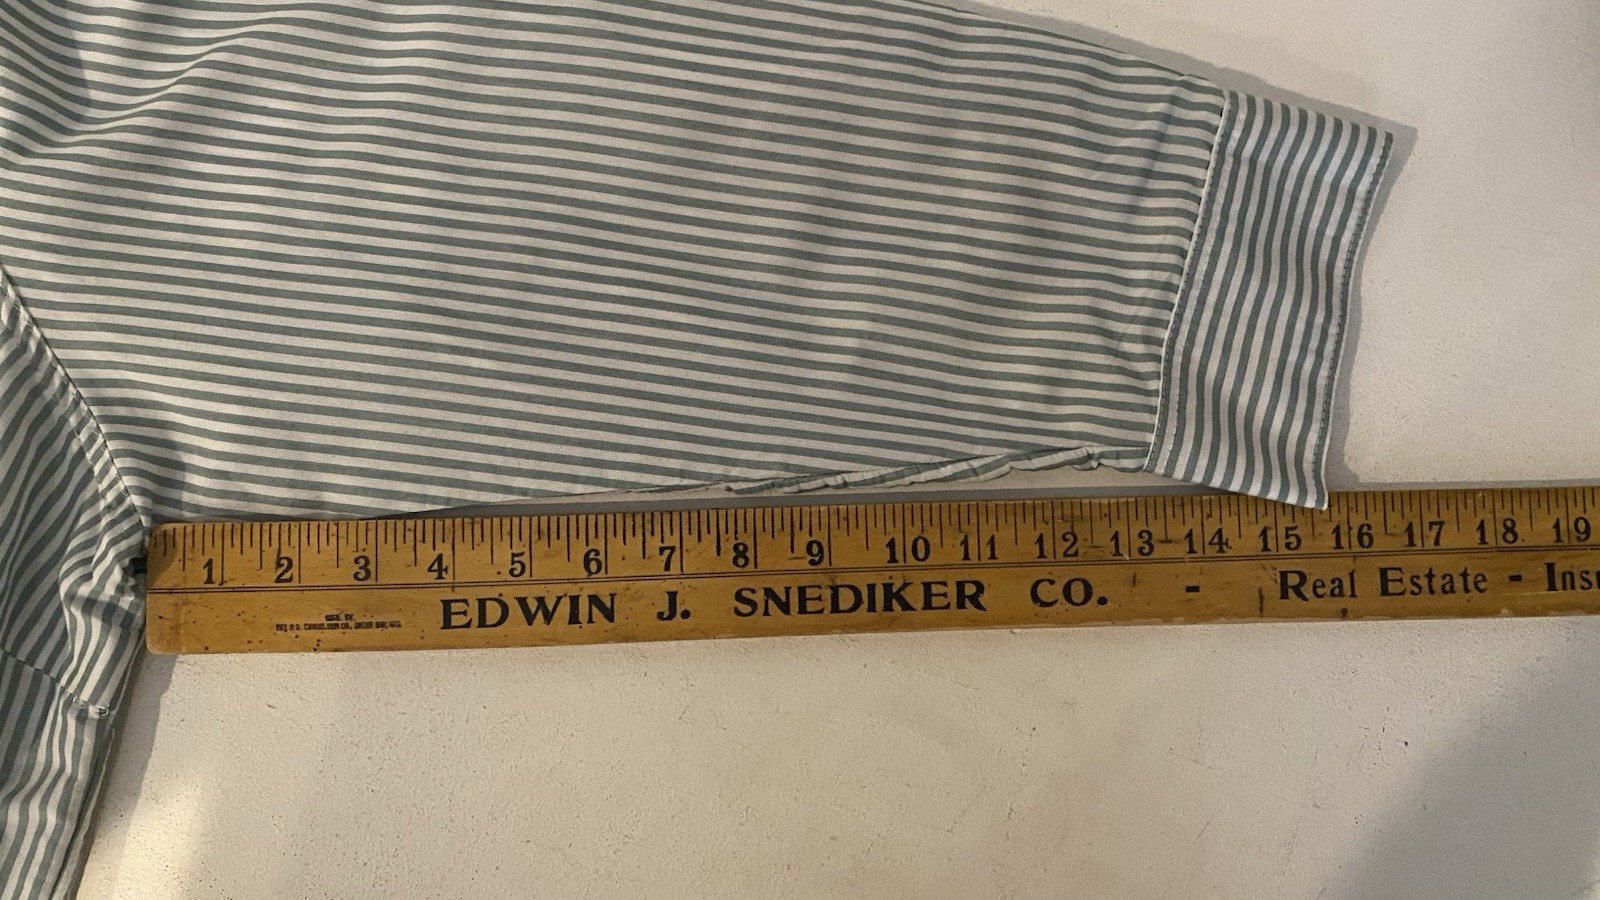 1 2 3 4 5 6 7 8 9 10 11 12 13 14 15 16 17 18 19
EDWIN J. SNEDIKER CO. - Real Estate - Ins